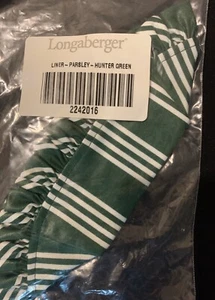 Longaberger®
LINER - PARSLEY - HUNTER GREEN
2242016